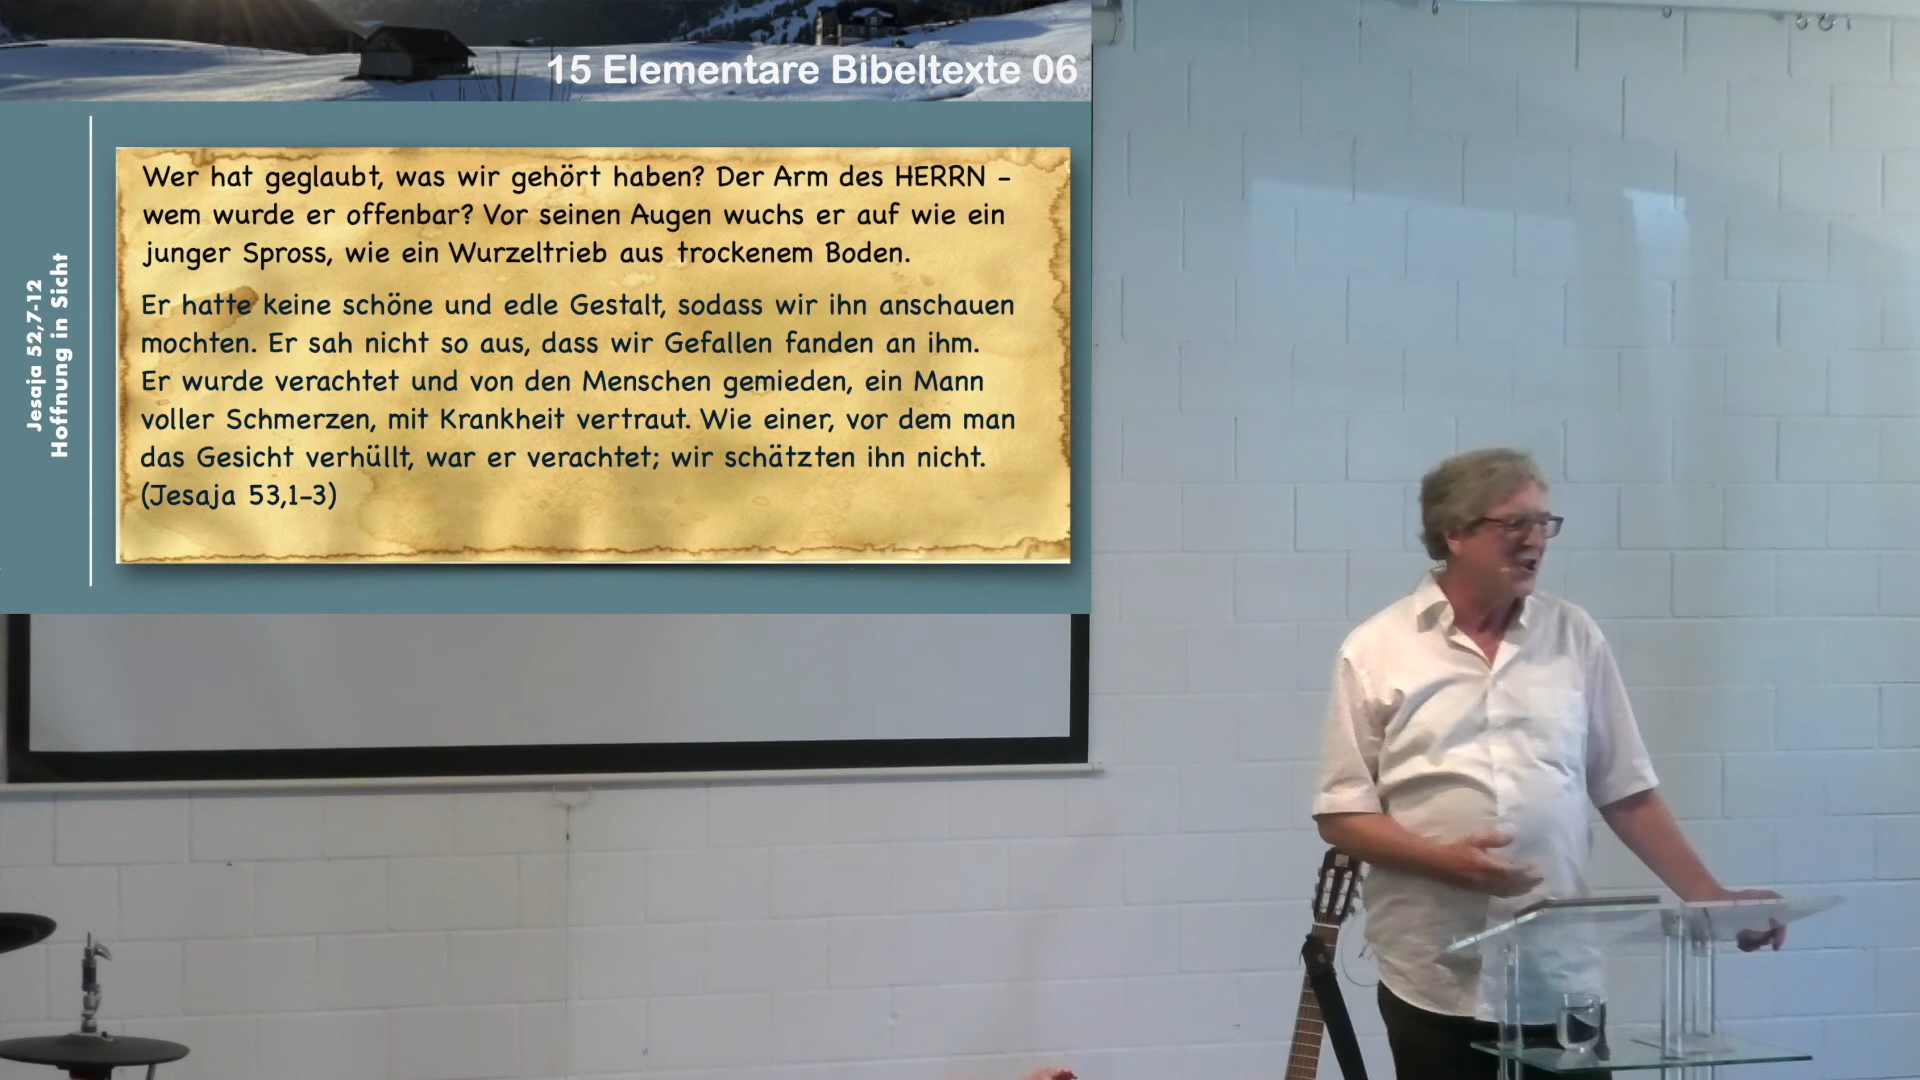 15 Elementare Bibeltexte 06
Jesaja 52,7-12
Hoffnung in Sicht
Wer hat geglaubt, was wir gehört haben? Der Arm des HERRN –
wem wurde er offenbar? Vor seinen Augen wuchs er auf wie ein
junger Spross, wie ein Wurzeltrieb aus trockenem Boden.
Er hatte keine schöne und edle Gestalt, sodass wir ihn anschauen
mochten. Er sah nicht so aus, dass wir Gefallen fanden an ihm.
Er wurde verachtet und von den Menschen gemieden, ein Mann
voller Schmerzen, mit Krankheit vertraut. Wie einer, vor dem man
das Gesicht verhüllt, war er verachtet; wir schätzten ihn nicht.
(Jesaja 53,1-3)